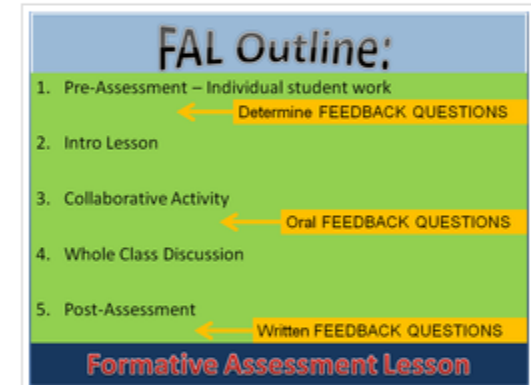 FAL Outline:
1. Pre-Assessment – Individual student work
Determine FEEDBACK QUESTIONS
2. Intro Lesson
3. Collaborative Activity
Oral FEEDBACK QUESTIONS
4. Whole Class Discussion
5. Post-Assessment
Written FEEDBACK QUESTIONS
Formative Assessment Lesson